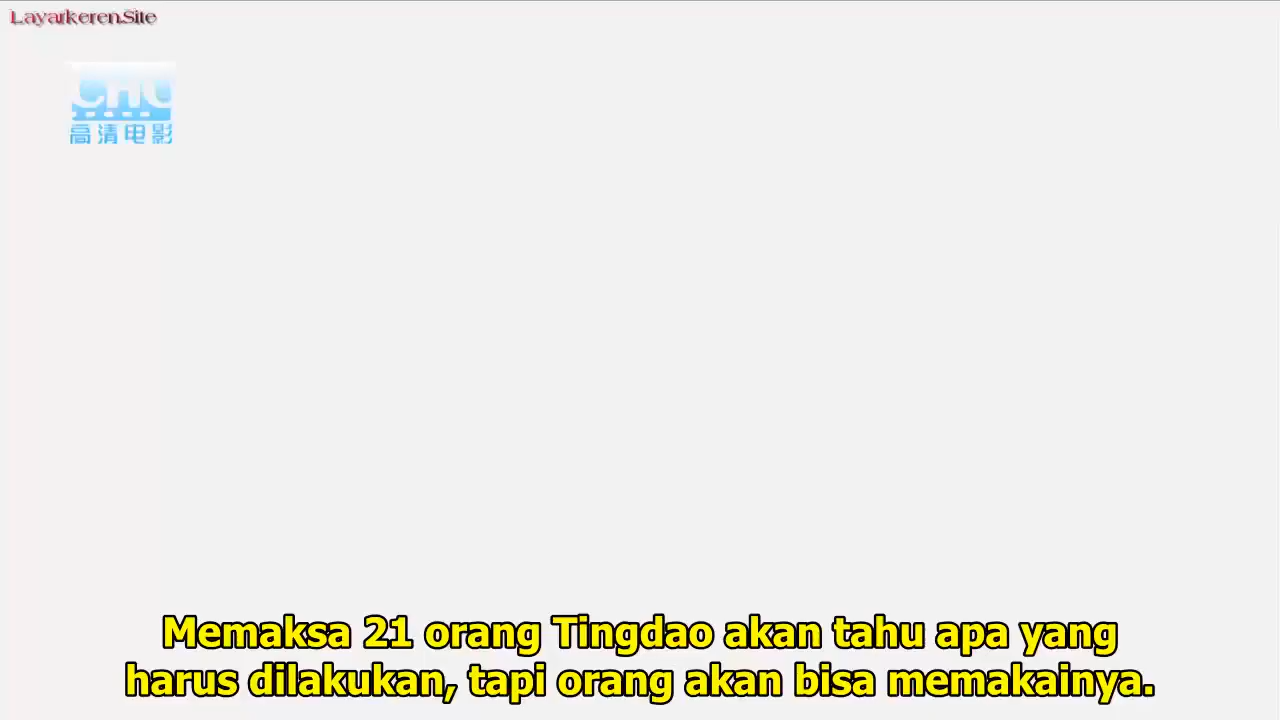 Layarkeren.Site
CHC
高清电影
Memaksa 21 orang Tingdao akan tahu apa yang
harus dilakukan, tapi orang akan bisa memakainya.